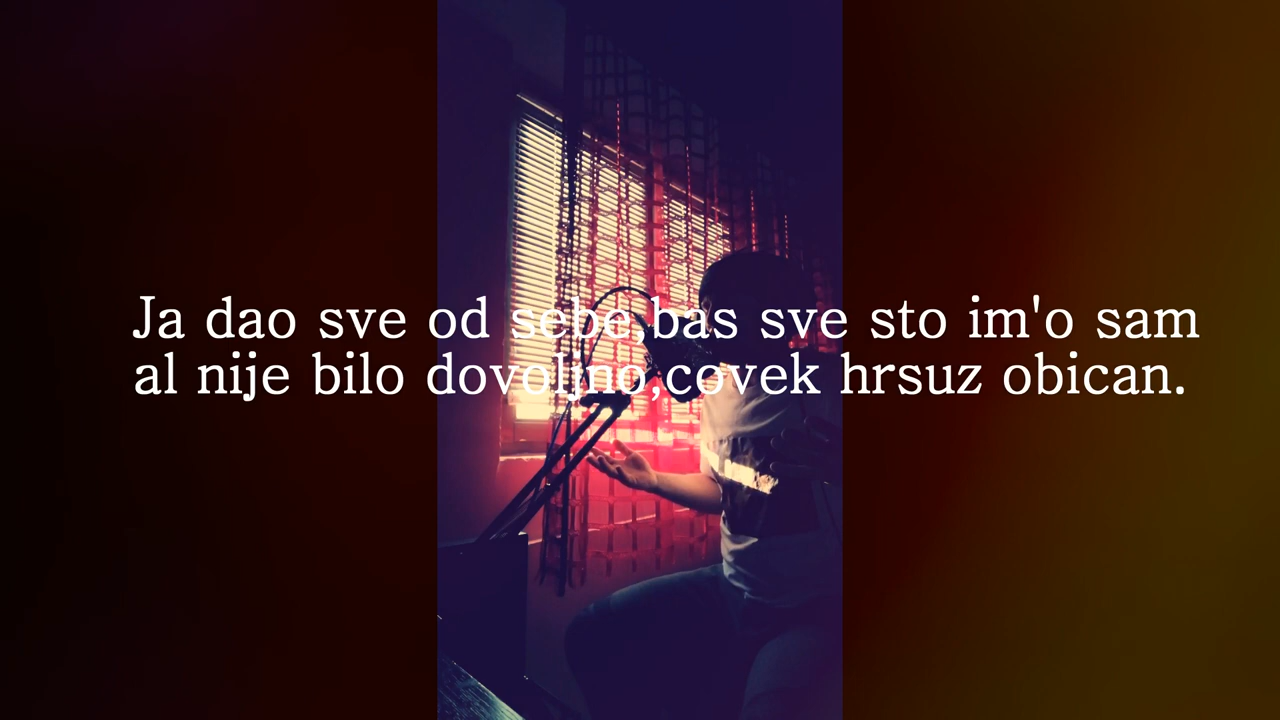 Ja dao sve od sebe,bas sve sto im'o sam
al nije bilo dovoljno,covek hrsuz obican.